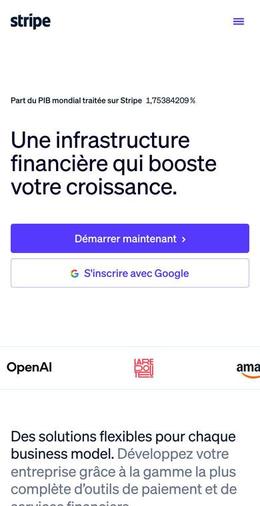 stripe
Part du PIB mondial traitée sur Stripe 1,75384209 %
Une infrastructure
financière qui booste
votre croissance.
Démarrer maintenant
S'inscrire avec Google
OpenAI
Des solutions flexibles pour chaque
business model. Développez votre
entreprise grâce à la gamme la plus
complète d'outils de paiement et de